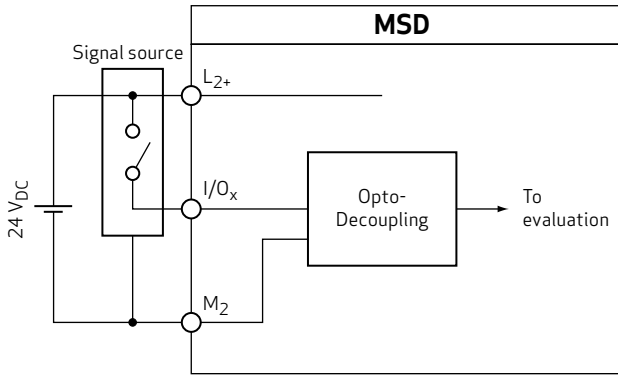 MSD
Signal source
L2+
24 VDC
I/Ox
Opto-
Decoupling
To
evaluation
M2